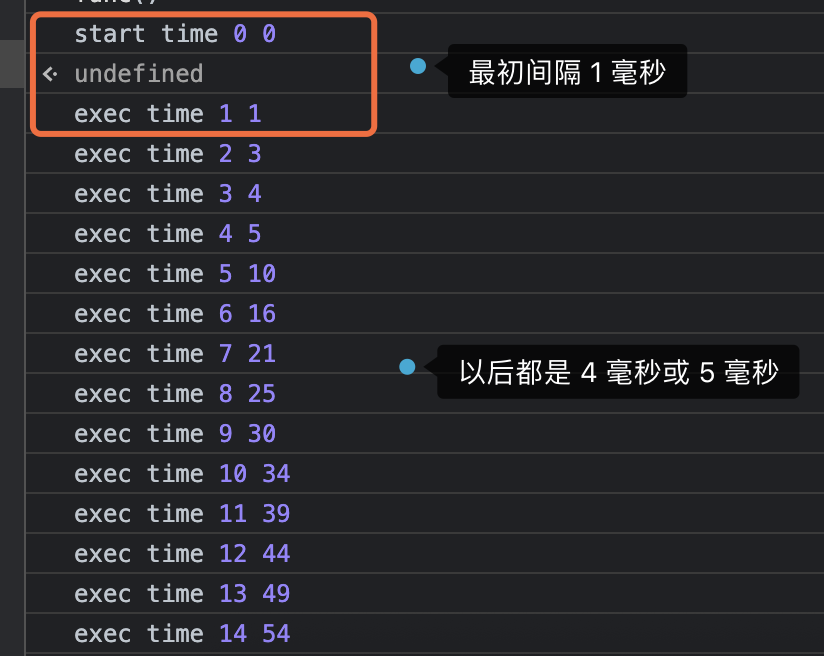 func()
start time 0 0
undefined
最初间隔 1 毫秒
exec time 1 1
exec time 2 3
exec time 3 4
exec time 4 5
exec time 5 10
exec time 6 16
exec time 7 21
以后都是 4 毫秒或 5 毫秒
exec time 8 25
exec time 9 30
exec time 10 34
exec time 11 39
exec time 12 44
exec time 13 49
exec time 14 54